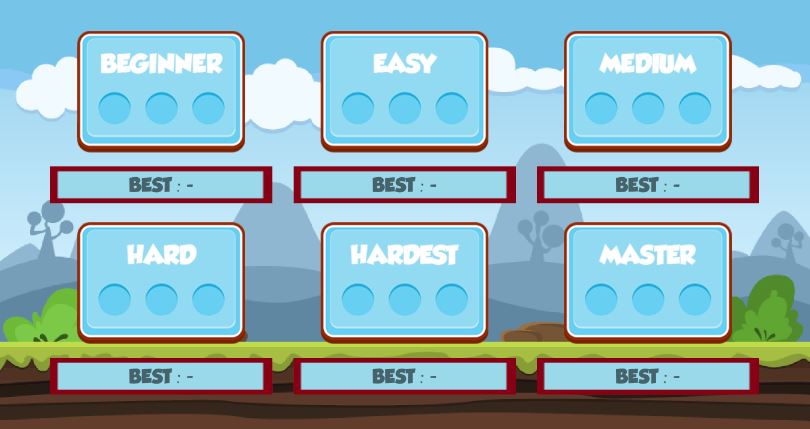 BEGINNER
EASY
MEDIUM
BEST : -
BEST : -
BEST : -
HARD
HARDEST
MASTER
BEST : -
BEST : -
BEST : -